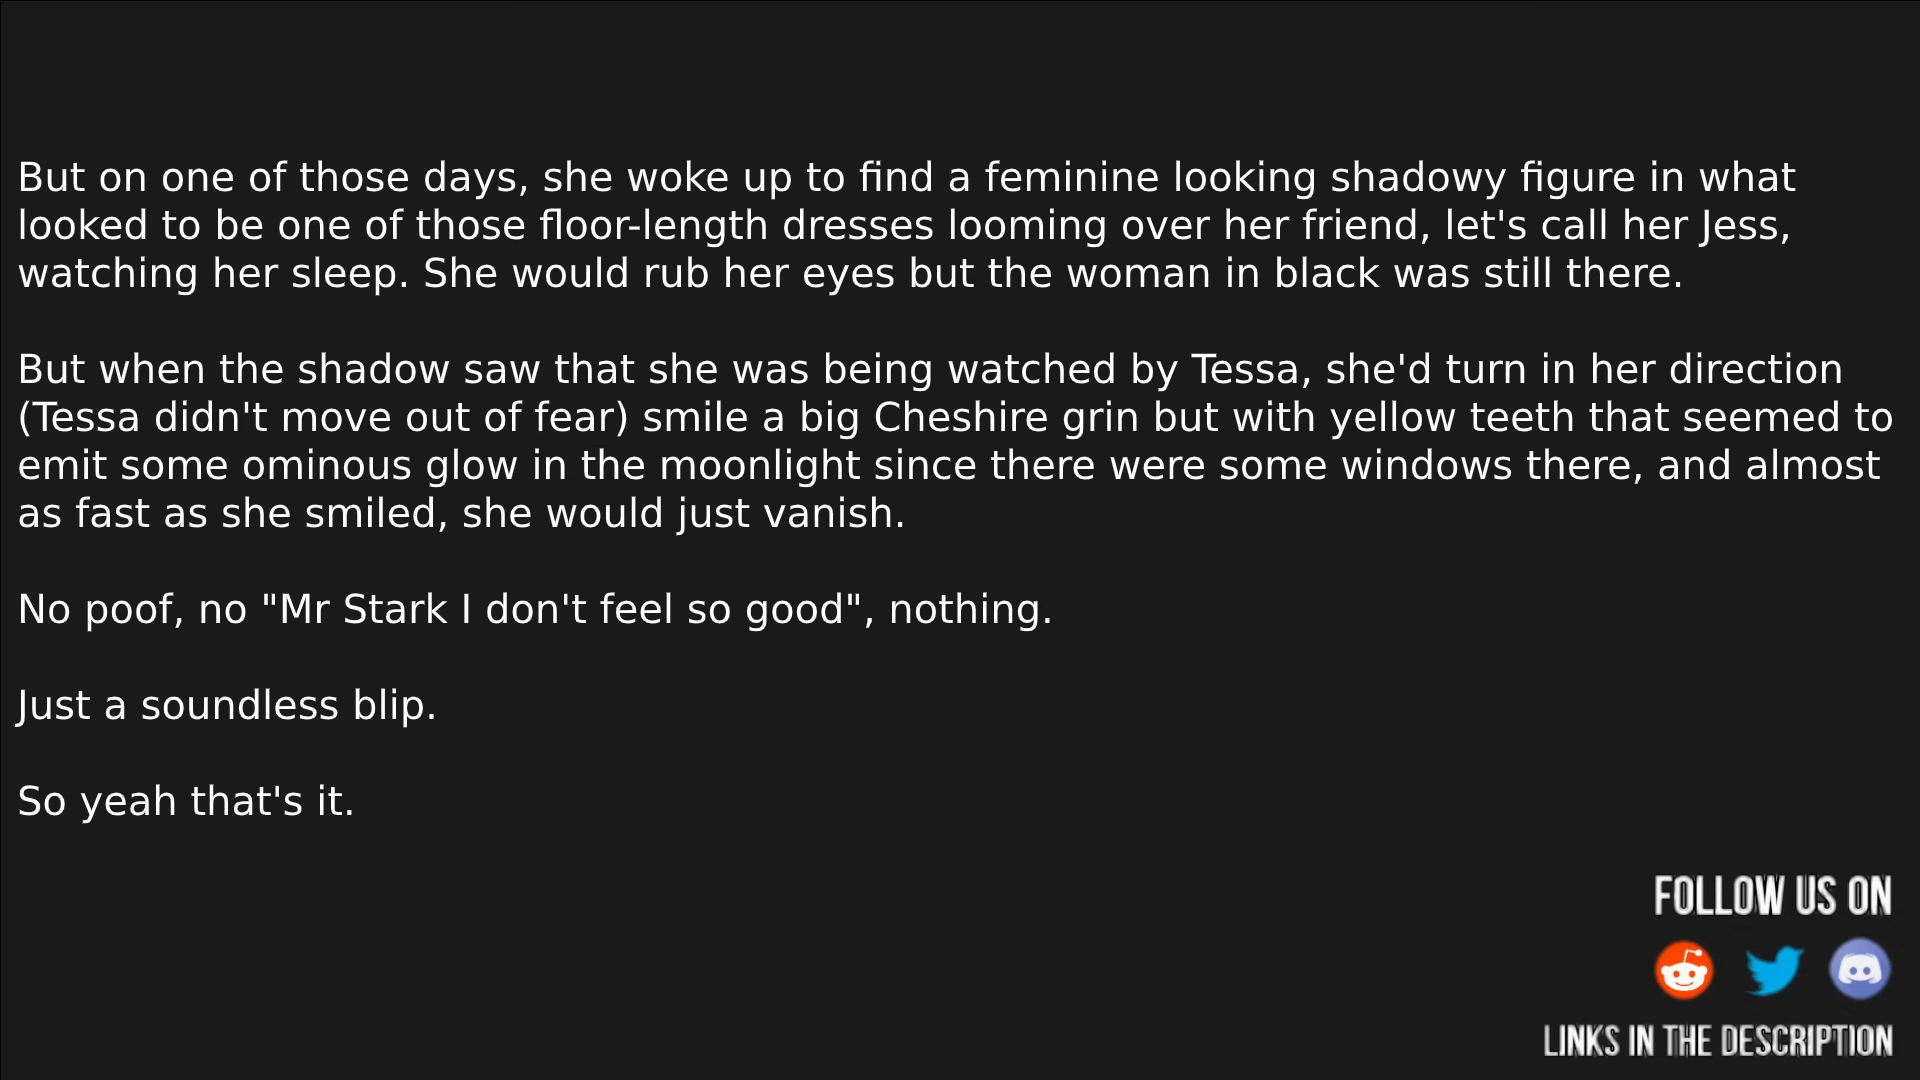 But on one of those days, she woke up to find a feminine looking shadowy figure in what
looked to be one of those floor-length dresses looming over her friend, let's call her Jess,
watching her sleep. She would rub her eyes but the woman in black was still there.
But when the shadow saw that she was being watched by Tessa, she'd turn in her direction
(Tessa didn't move out of fear) smile a big Cheshire grin but with yellow teeth that seemed to
emit some ominous glow in the moonlight since there were some windows there, and almost
as fast as she smiled, she would just vanish.
No poof, no "Mr Stark I don't feel so good", nothing.
Just a soundless blip.
So yeah that's it.
FOLLOW US ON
LINKS IN THE DESCRIPTION